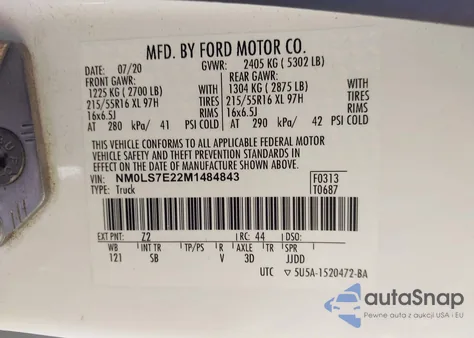 MFD. BY FORD MOTOR CO.
DATE: 07/20 GVWR: 2405 KG ( 5302 LB)
FRONT GAWR: REAR GAWR:
1225 KG ( 2700 LB) WITH 1304 KG ( 2875 LB)
215/55R16 XL 97H TIRES 215/55R16 XL 97H
16x6.5J RIMS 16x6.5J
AT 280 kPa/ 41 PSI COLD AT 290 kPa/ 42 PSI COLD
WITH
TIRES
RIMS
THIS VEHICLE CONFORMS TO ALL APPLICABLE FEDERAL MOTOR
VEHICLE SAFETY STANDARDS IN EFFECT ON THE DATE OF
MANUFACTURE SHOWN ABOVE.
VIN: NM0LS7E22M1484843 F0313
TYPE: Truck T0687
EXT PNT: Z2 RC: 44 DSO:
WB INT TR TP/PS R AXLE TR SPR
121 SB V 3D JJDD
UTC 5U5A-1520472-BA
autoSnap
Pewne auta z aukcji USA i EU